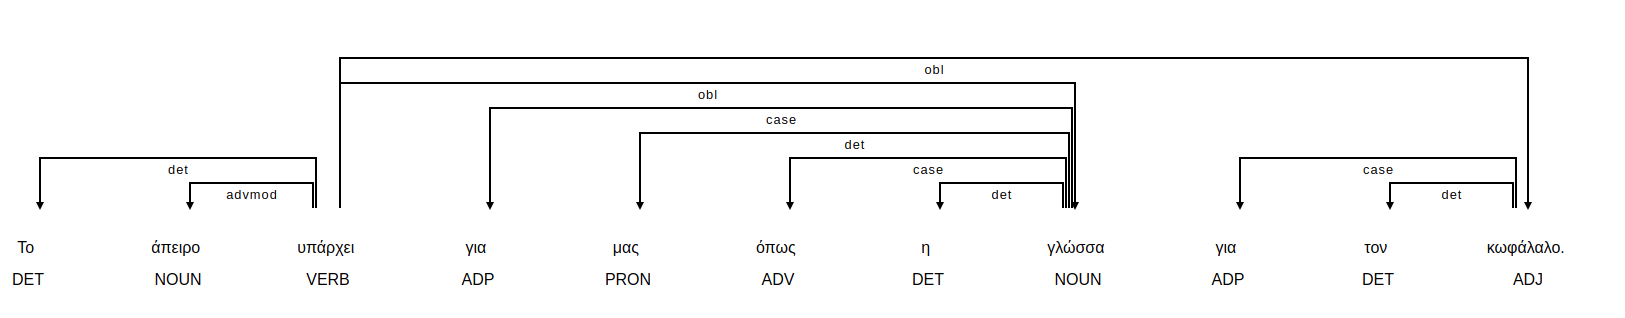 obl
obl
case
det
det case case
advmod det det
Το άπειρο υπάρχει για μας όπως η γλώσσα για τον κωφάλαλο.
DET NOUN VERB ADP PRON ADV DET NOUN ADP DET ADJ